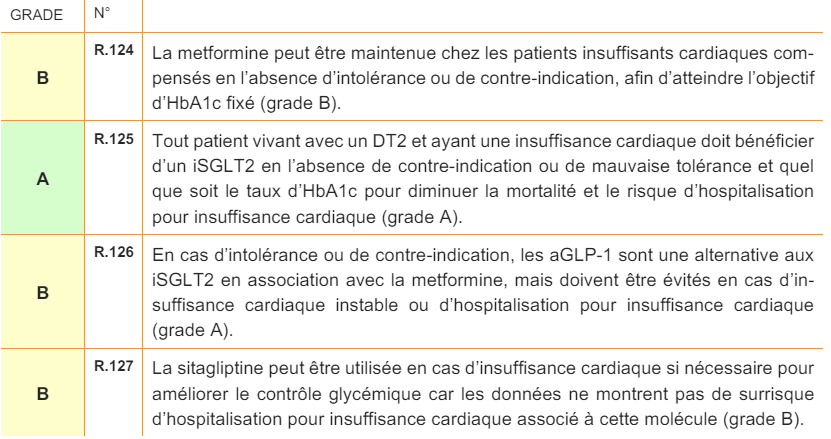 GRADE N°
B R.124 La metformine peut être maintenue chez les patients insuffisants cardiaques com-
pensés en l’absence d’intolérance ou de contre-indication, afin d’atteindre l’objectif
d’HbA1c fixé (grade B).
A R.125 Tout patient vivant avec un DT2 et ayant une insuffisance cardiaque doit bénéficier
d’un iSGLT2 en l’absence de contre-indication ou de mauvaise tolérance et quel
que soit le taux d’HbA1c pour diminuer la mortalité et le risque d’hospitalisation
pour insuffisance cardiaque (grade A).
B R.126 En cas d’intolérance ou de contre-indication, les aGLP-1 sont une alternative aux
iSGLT2 en association avec la metformine, mais doivent être évités en cas d’in-
suffisance cardiaque instable ou d’hospitalisation pour insuffisance cardiaque
(grade A).
B R.127 La sitagliptine peut être utilisée en cas d’insuffisance cardiaque si nécessaire pour
améliorer le contrôle glycémique car les données ne montrent pas de surrisque
d’hospitalisation pour insuffisance cardiaque associé à cette molécule (grade B).